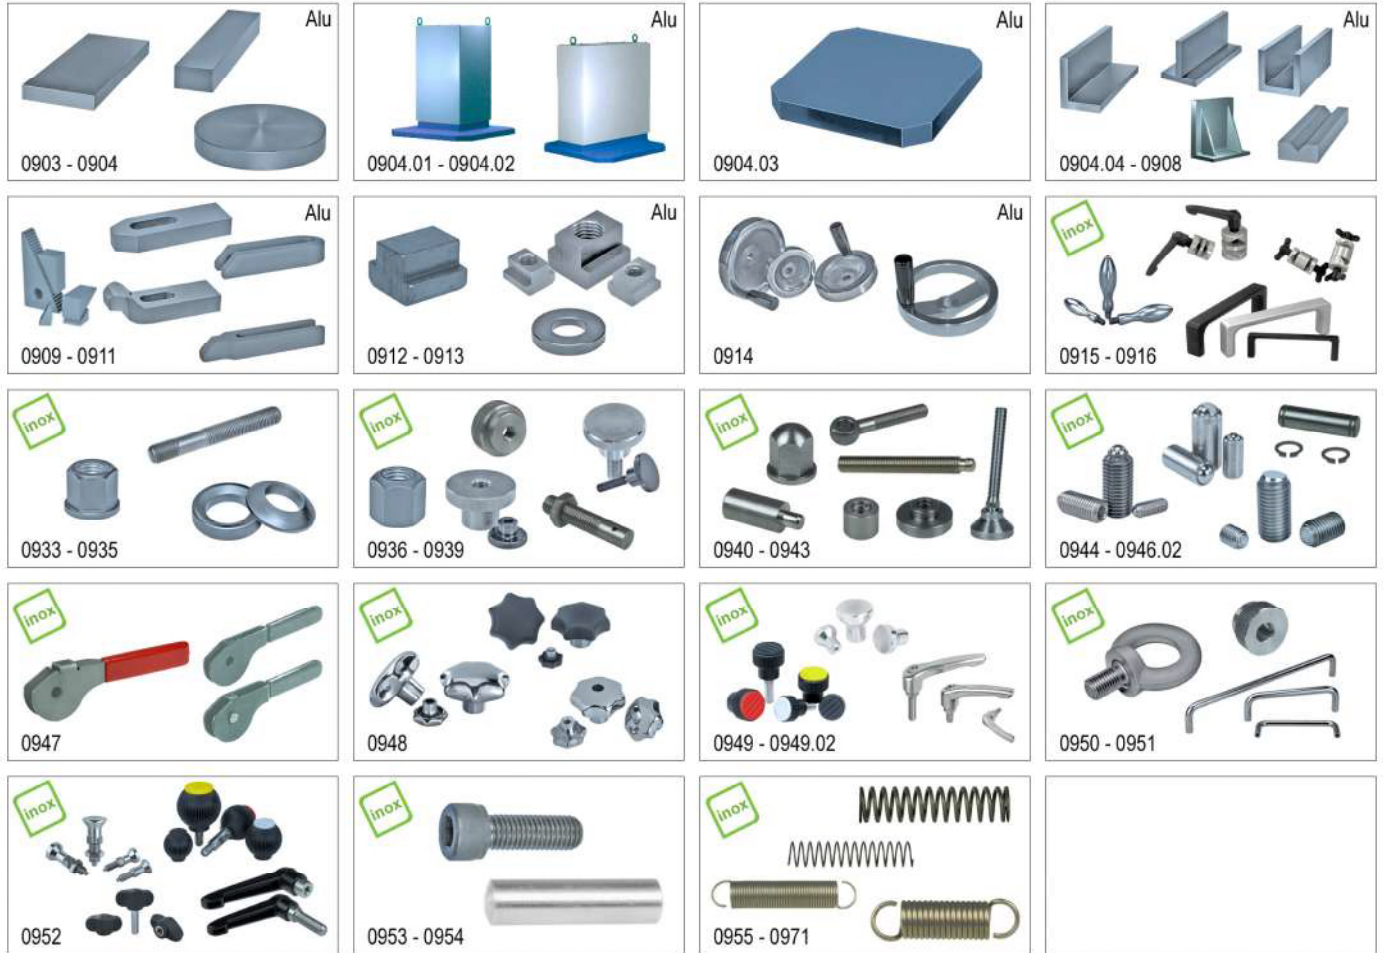 Alu
0903 - 0904
Alu
0904.01 - 0904.02
Alu
0904.03
Alu
0904.04 - 0908
Alu
0909 - 0911
Alu
0912 - 0913
Alu
0914
inox
0915 - 0916
inox
0933 - 0935
inox
0936 - 0939
inox
0940 - 0943
inox
0944 - 0946.02
inox
0947
inox
0948
inox
0949 - 0949.02
inox
0950 - 0951
inox
0952
inox
0953 - 0954
inox
0955 - 0971